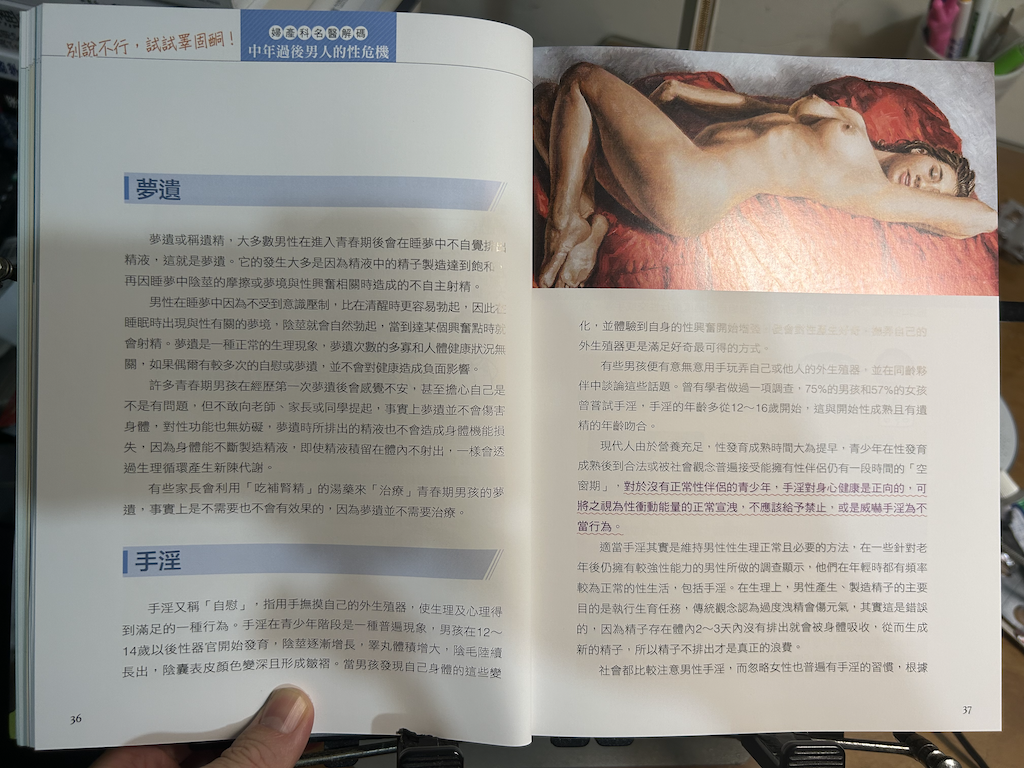 別說不行，試試睪固酮！
婦產科名醫解碼
中年過後男人的性危機
夢遺
夢遺或稱遺精，大多數男性在進入青春期後會在睡夢中不自覺排出
精液，這就是夢遺。它的發生大多是因為精液中的精子製造達到飽和，
再因睡夢中陰莖的摩擦或夢境與性興奮相關時造成的不自主射精。
男性在睡夢中因為不受到意識壓制，比在清醒時更容易勃起，因此在
睡眠時出現與性有關的夢境，陰莖就會自然勃起，當到達某個興奮點時就
會射精。夢遺是一種正常的生理現象，夢遺次數的多寡和人體健康狀況無
關，如果偶爾有較多次的自慰或夢遺，並不會對健康造成負面影響。
許多青春期男孩在經歷第一次夢遺後會感覺不安，甚至擔心自己是
不是有問題，但不敢向老師、家長或同學提起，事實上夢遺並不會傷害
身體，對性功能也無妨礙，夢遺時所排出的精液也不會造成身體機能損
失，因為身體能不斷製造精液，即使精液積留在體內不射出，一樣會透
過生理循環產生新陳代謝。
有些家長會利用「吃補腎精」的湯藥來「治療」青春期男孩的夢
遺，事實上是不需要也不會有效果的，因為夢遺並不需要治療。
手淫
手淫又稱「自慰」，指用手撫摸自己的外生殖器，使生理及心理得
到滿足的一種行為。手淫在青少年階段是一種普遍現象，男孩在12～
14歲以後性器官開始發育，陰莖逐漸增長，睪丸體積增大，陰毛陸續
長出，陰囊表皮顏色變深且形成皺褶。當男孩發現自己身體的這些變
36
化，並體驗到自身的性興奮開始增強，自己的
外生殖器更是滿足好奇最可得的方式。
有些男孩便有意無意用手玩弄自己或他人的外生殖器。並在同齡夥
伴中談論這些話題。曾有學者做過一項調查，75%的男孩和57%的女孩
曾嘗試手淫，手淫的年齡多從12～16歲開始，這與開始性成熟且有遺
精的年齡吻合。
現代人由於營養充足，性發育成熟時間大為提早，青少年在性發育
成熟後到合法或被社會觀念普遍接受能擁有性伴侶仍有一段時間的「空
窗期」，對於沒有正常性伴侶的青少年，手淫對身心健康是正向的，可
將之視為性衝動能量的正常宣洩，不應該給予禁止，或是威嚇手淫為不
當行為。
適當手淫其實是維持男性性生理正常且必要的方法，在一些針對老
年後仍擁有較強性能力的男性所做的調查顯示，他們在年輕時都有頻率
較為正常的性生活，包括手淫。在生理上，男性產生、製造精子的主要
目的是執行生育任務，傳統觀念認為過度洩精會傷元氣，其實這是錯誤
的，因為精子存在體內2～3天內沒有排出就會被身體吸收，從而生成
新的精子，所以精子不排出才是真正的浪費。
社會都比較注意男性手淫，而忽略女性也普遍有手淫的習慣，根據
37